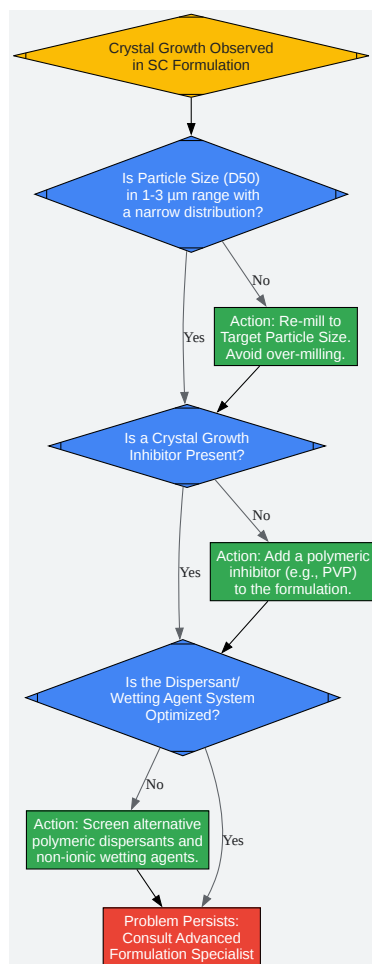 Crystal Growth Observed
in SC Formulation
Is Particle Size (D50)
in 1-3 µm range with
a narrow distribution?
No
Action: Re-mill to
Target Particle Size.
Avoid over-milling.
Yes
Is a Crystal Growth
Inhibitor Present?
No
Action: Add a polymeric
inhibitor (e.g., PVP)
to the formulation.
Yes
Is the Dispersant/
Wetting Agent System
Optimized?
No
Action: Screen alternative
polymeric dispersants and
non-ionic wetting agents.
Yes
Problem Persists:
Consult Advanced
Formulation Specialist